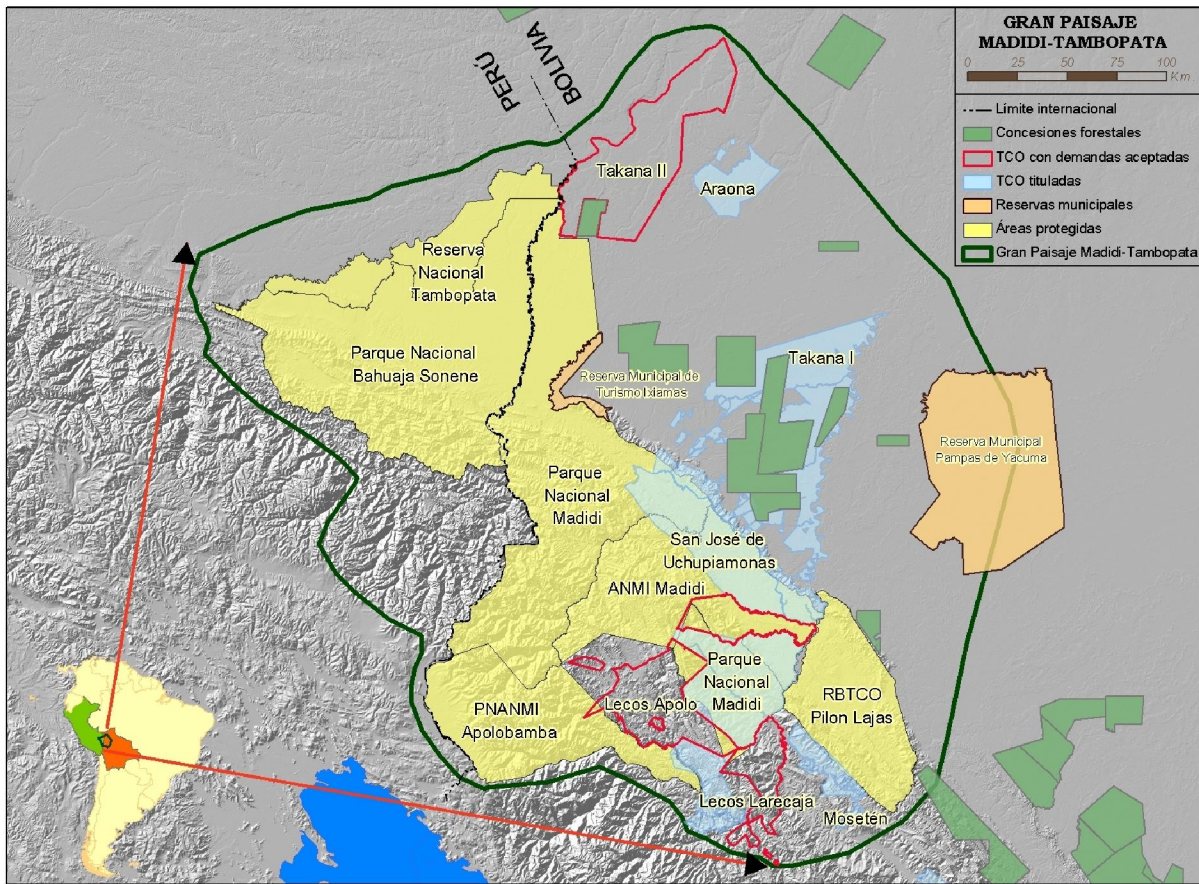 GRAN PAISAJE
MADIDI-TAMBOPATA
0 25 50 75 100
Km.
Límite internacional
Concesiones forestales
TCO con demandas aceptadas
TCO tituladas
Reservas municipales
Áreas protegidas
Gran Paisaje Madidi-Tambopata
PERÚ
BOLIVIA
Takana II
Araona
Reserva
Nacional
Tambopata
Parque Nacional
Bahuaja Sonene
Reserva Municipal de
Turismo Ixiamas
Takana I
Reserva Municipal
Pampas de Yacuma
Parque
Nacional
Madidi
San José de
Uchupiamonas
ANMI Madidi
Parque
Nacional
Madidi
RBTCO
Pilon Lajas
PNANMI
Apolobamba
Lecos Apolo
Lecos Larecaja
Mosetén